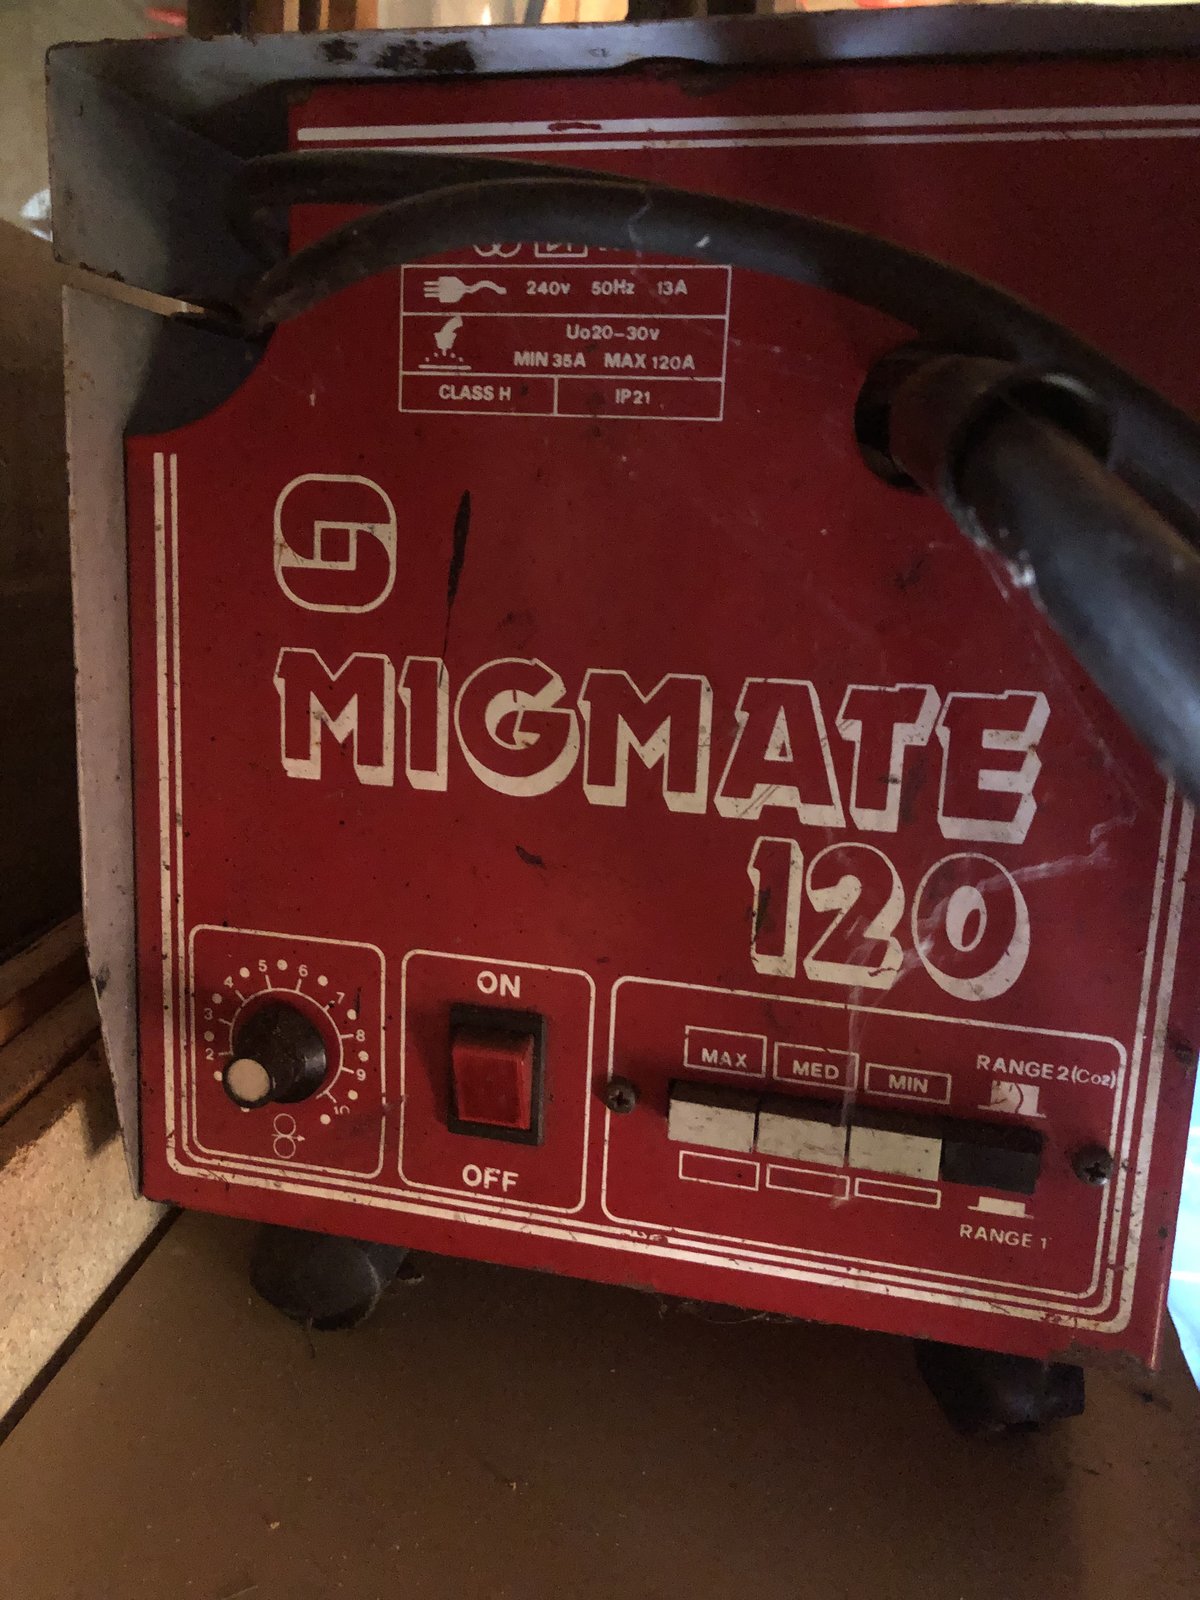 240v 50Hz 13A
Uo20-30v
MIN 35A MAX 120A
CLASS H IP21
MIGMATE
120
2 3 4 5 6 7 8 9 10
ON
OFF
MAX MED MIN
RANGE 2 (Co2)
RANGE 1